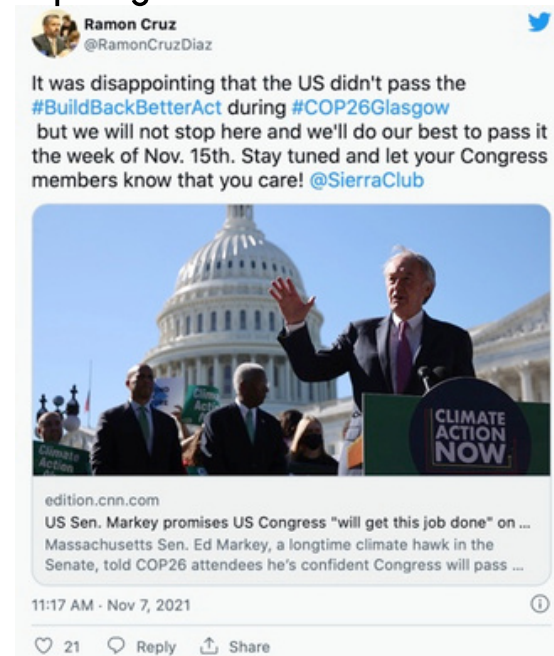 Ramon Cruz
@RamonCruzDiaz
It was disappointing that the US didn't pass the
#BuildBackBetterAct during #COP26Glasgow
but we will not stop here and we'll do our best to pass it
the week of Nov. 15th. Stay tuned and let your Congress
members know that you care! @SierraClub
Climate
Action
Climate
Act
CLIMATE
ACTION
NOW
edition.cnn.com
US Sen. Markey promises US Congress "will get this job done" on ...
Massachusetts Sen. Ed Markey, a longtime climate hawk in the
Senate, told COP26 attendees he's confident Congress will pass ...
11:17 AM · Nov 7, 2021
21 Reply Share